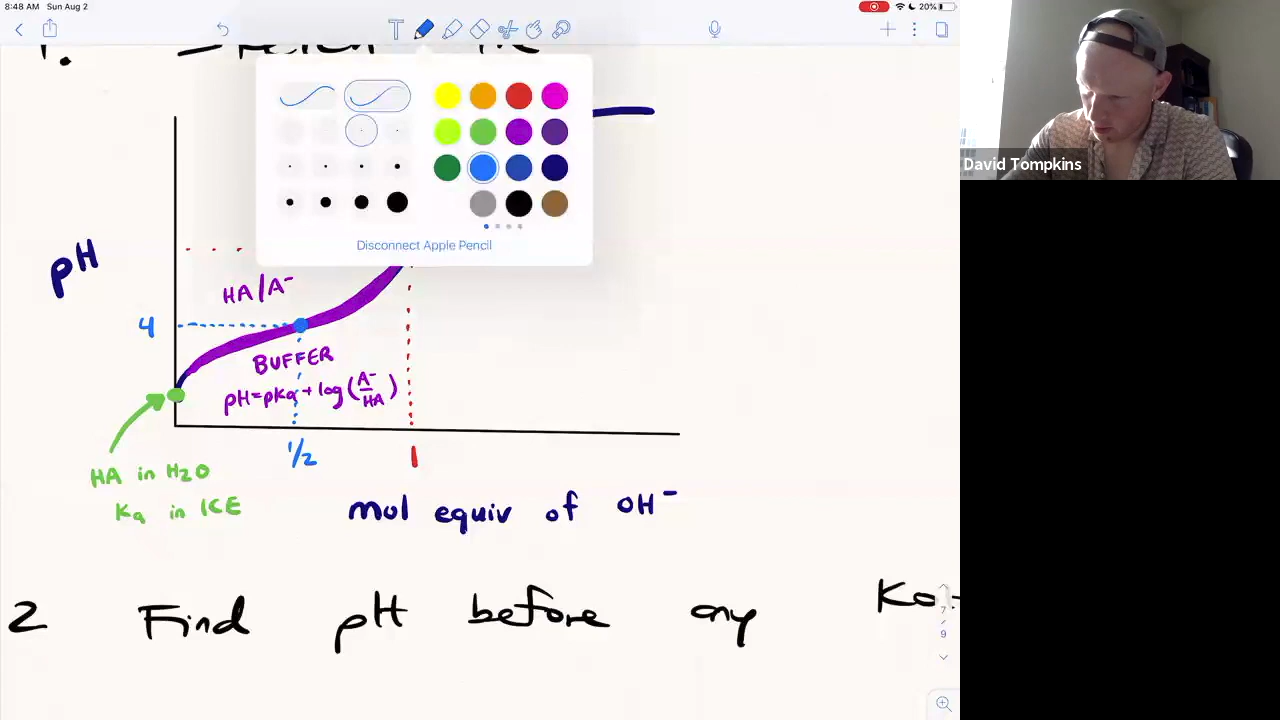 8:48 AM Sun Aug 2
20%
T
Disconnect Apple Pencil
David Tompkins
pH
HA/A⁻
4
BUFFER
pH=pKa + log(A⁻/HA)
1/2
1
HA in H2O
Ka in ICE
mol equiv of OH⁻
2 Find pH before any
7
/
9